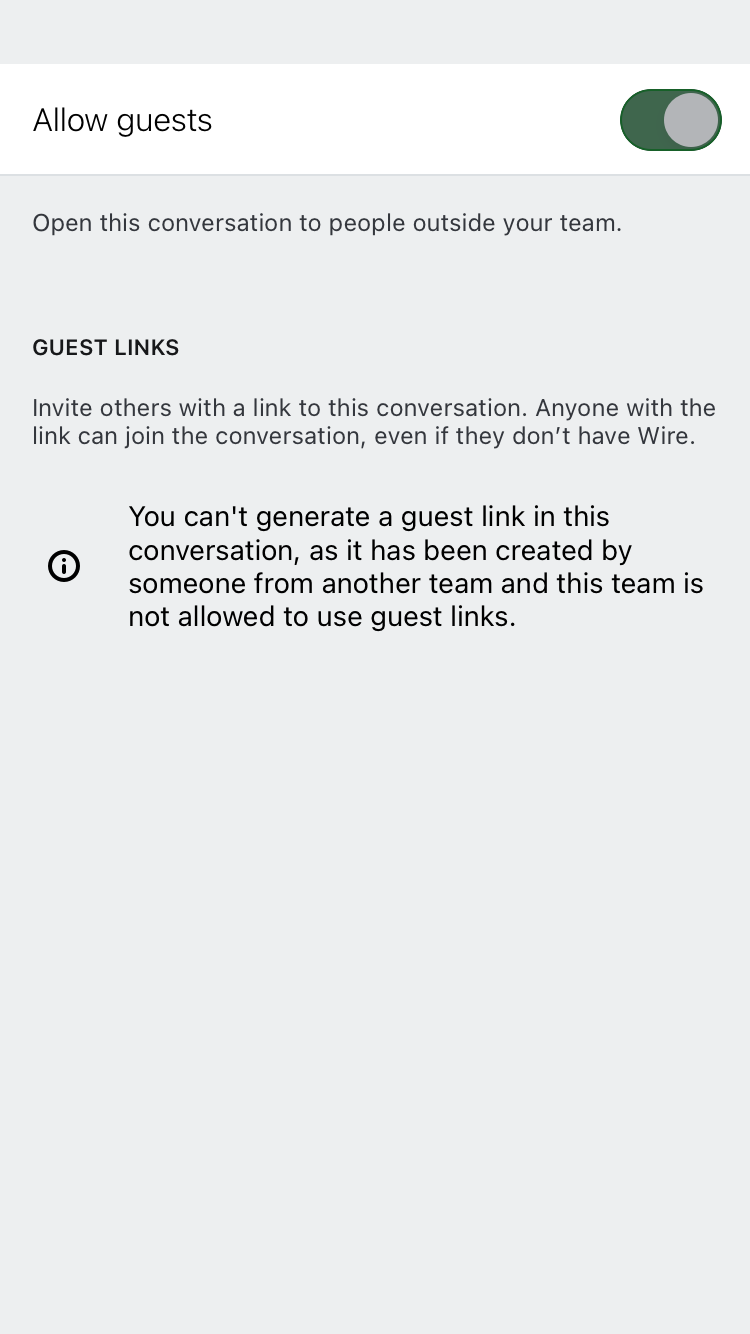 Allow guests
Open this conversation to people outside your team.
GUEST LINKS
Invite others with a link to this conversation. Anyone with the
link can join the conversation, even if they don’t have Wire.
You can't generate a guest link in this
conversation, as it has been created by
someone from another team and this team is
not allowed to use guest links.